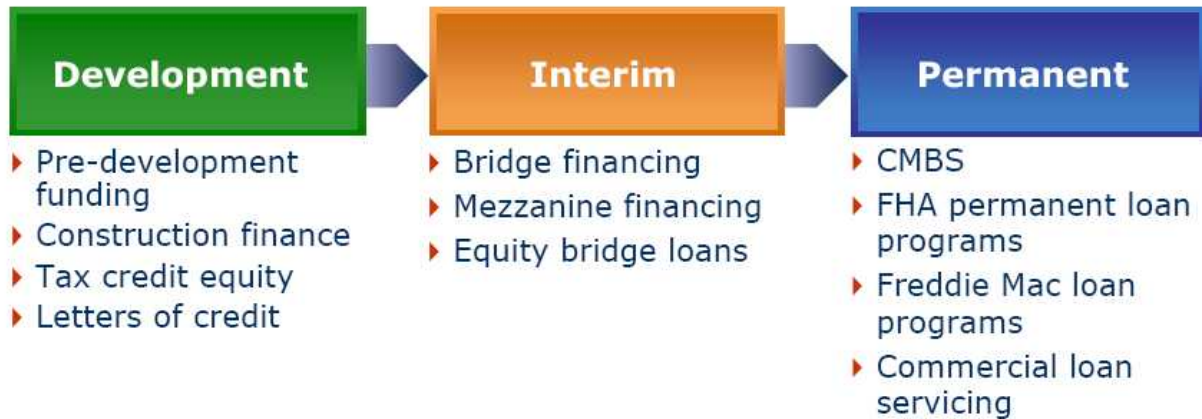 Development
Pre-development
funding
Construction finance
Tax credit equity
Letters of credit
Interim
Bridge financing
Mezzanine financing
Equity bridge loans
Permanent
CMBS
FHA permanent loan
programs
Freddie Mac loan
programs
Commercial loan
servicing